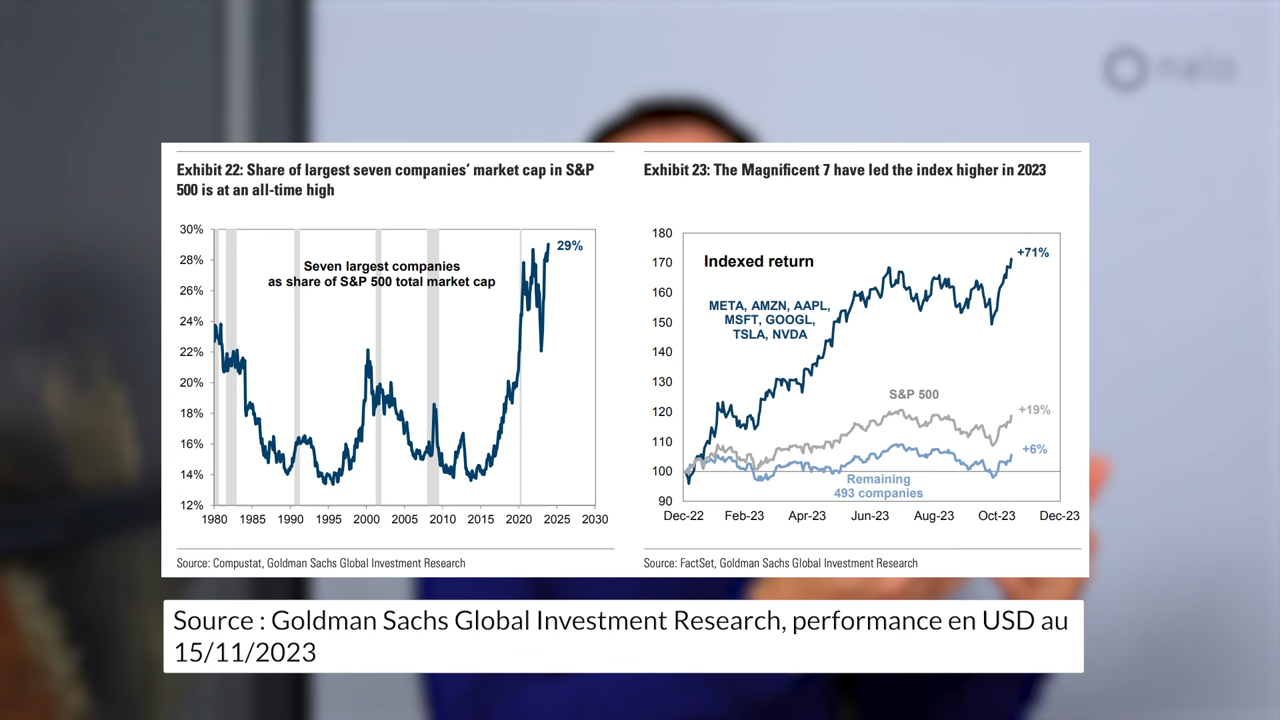 nalo
Exhibit 22: Share of largest seven companies' market cap in S&P
500 is at an all-time high
30%
28%
26%
24%
22%
20%
18%
16%
14%
12%
29%
Seven largest companies
as share of S&P 500 total market cap
1980 1985 1990 1995 2000 2005 2010 2015 2020 2025 2030
Source: Compustat, Goldman Sachs Global Investment Research
Exhibit 23: The Magnificent 7 have led the index higher in 2023
180
170
160
150
140
130
120
110
100
90
Indexed return
+71%
META, AMZN, AAPL,
MSFT, GOOGL,
TSLA, NVDA
S&P 500
+19%
+6%
Remaining
493 companies
Dec-22 Feb-23 Apr-23 Jun-23 Aug-23 Oct-23 Dec-23
Source: FactSet, Goldman Sachs Global Investment Research
Source : Goldman Sachs Global Investment Research, performance en USD au
15/11/2023